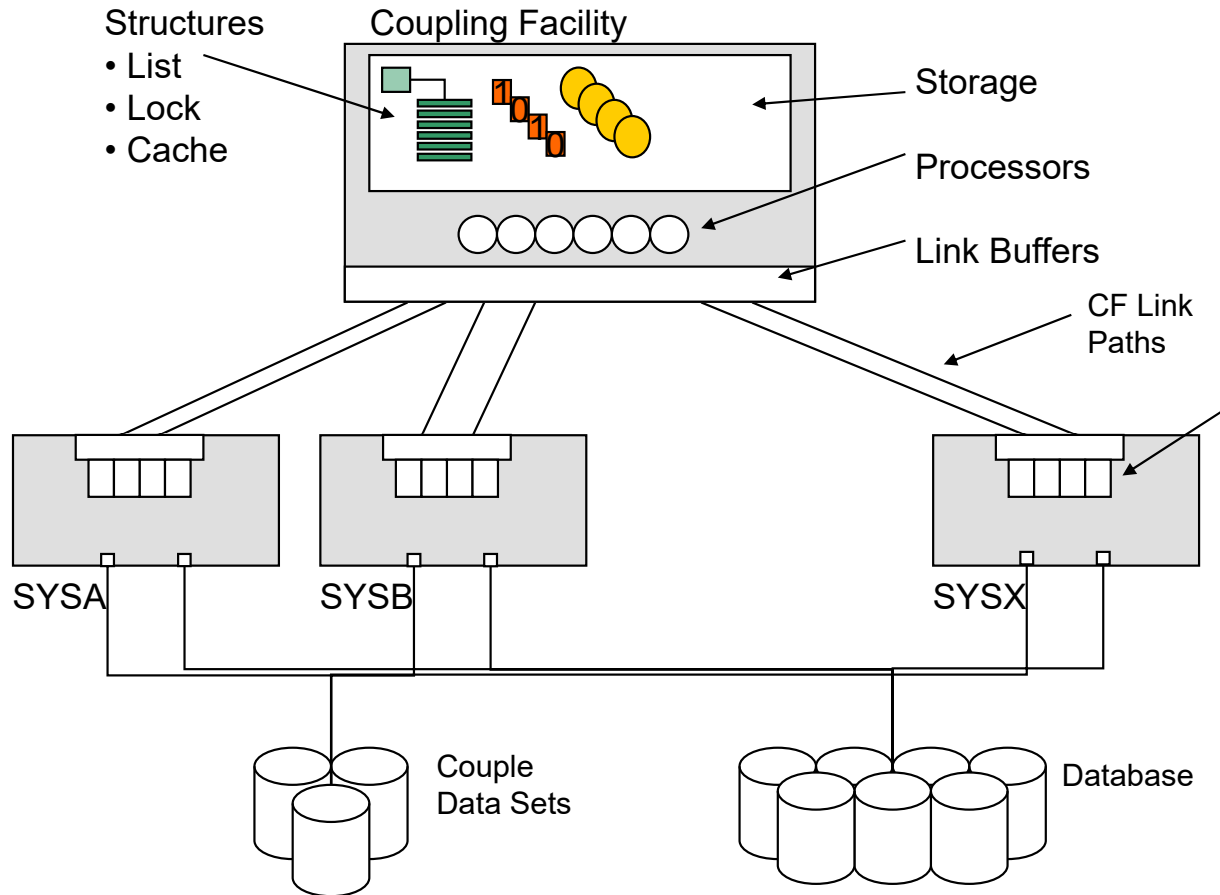 Structures
• List
• Lock
• Cache
Coupling Facility
1
0
1
0
Storage
Processors
Link Buffers
CF Link
Paths
SYSA
SYSB
SYSX
Couple
Data Sets
Database